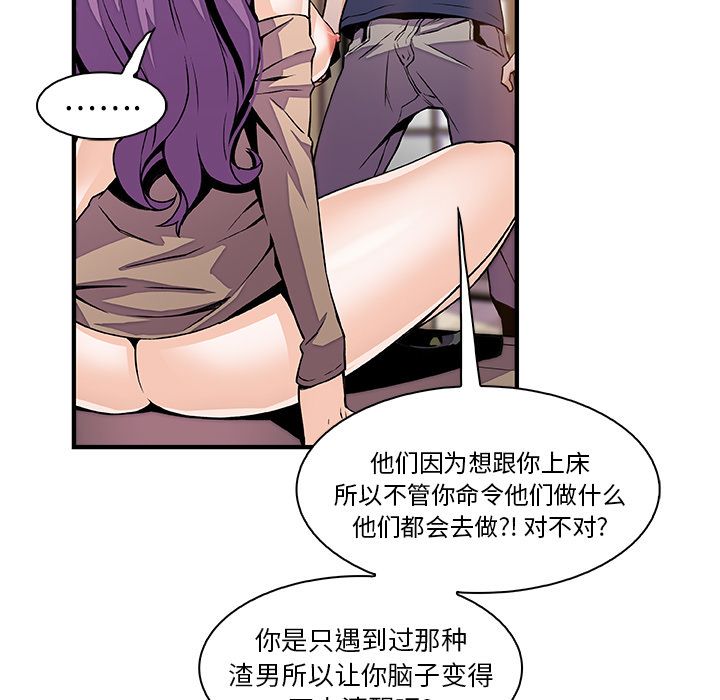 .......
他们因为想跟你上床
所以不管你命令他们做什么
他们都会去做?! 对不对?
你是只遇到过那种
渣男所以让你脑子变得